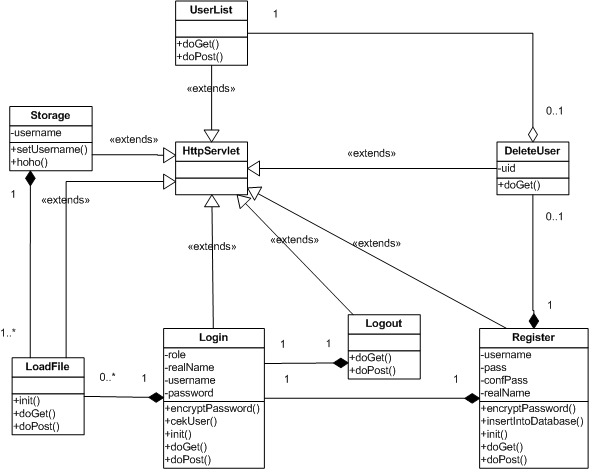 UserList
+doGet()
+doPost()
1
«extends»
0..1
Storage
-username
+setUsername()
+hoho()
«extends»
HttpServlet
«extends»
DeleteUser
-uid
+doGet()
1
«extends»
0..1
«extends»
«extends»
«extends»
1
1..*
LoadFile
+init()
+doGet()
+doPost()
0..*
1
Login
-role
-realName
-username
-password
+encryptPassword()
+cekUser()
+init()
+doGet()
+doPost()
1
1
Logout
+doGet()
+doPost()
1
1
Register
-username
-pass
-confPass
-realName
+encryptPassword()
+insertIntoDatabase()
+init()
+doGet()
+doPost()